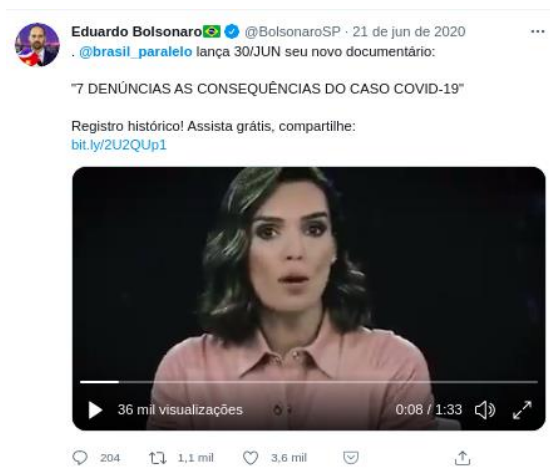 Eduardo Bolsonaro🇧🇷 @BolsonaroSP · 21 de jun de 2020
. @brasil_paralelo lança 30/JUN seu novo documentário:
"7 DENÚNCIAS AS CONSEQUÊNCIAS DO CASO COVID-19"
Registro histórico! Assista grátis, compartilhe:
bit.ly/2U2QUp1
36 mil visualizações
0:08 / 1:33
204 1,1 mil 3,6 mil